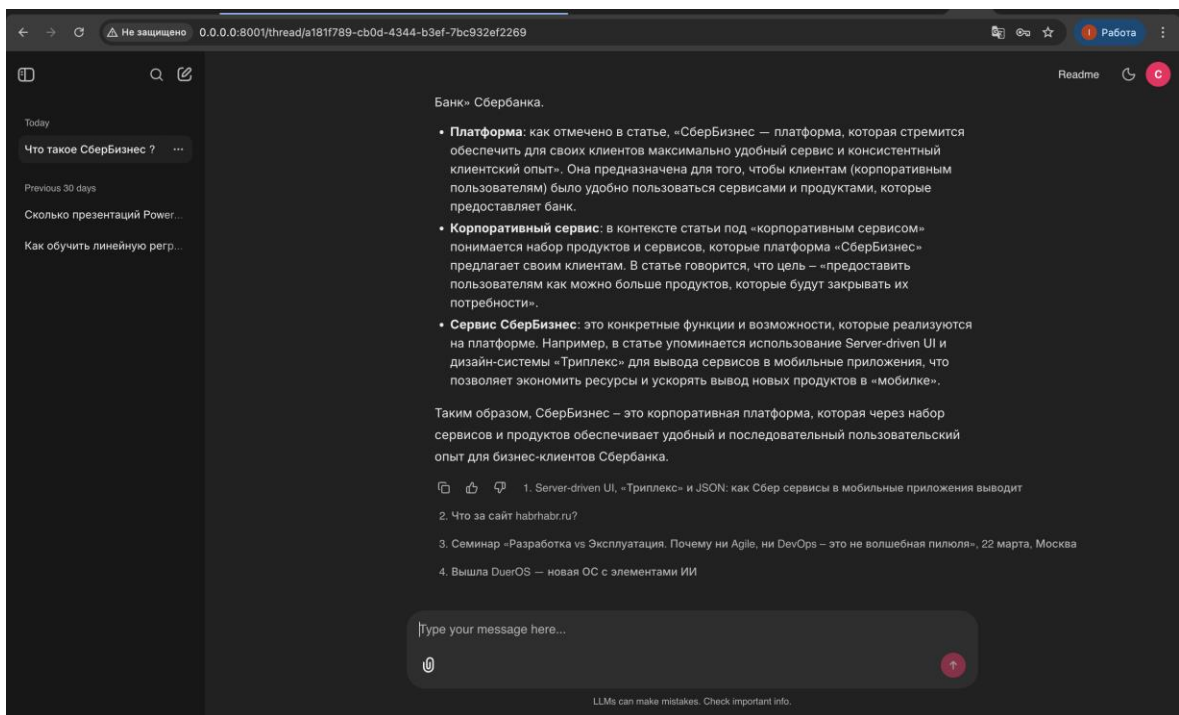 Не защищено 0.0.0.0:8001/thread/a181f789-cb0d-4344-b3ef-7bc932ef2269
Работа
Readme
C
Today
Что такое СберБизнес ?
Previous 30 days
Сколько презентаций Power...
Как обучить линейную регр...
Банк» Сбербанка.
• Платформа: как отмечено в статье, «СберБизнес — платформа, которая стремится
обеспечить для своих клиентов максимально удобный сервис и консистентный
клиентский опыт». Она предназначена для того, чтобы клиентам (корпоративным
пользователям) было удобно пользоваться сервисами и продуктами, которые
предоставляет банк.
• Корпоративный сервис: в контексте статьи под «корпоративным сервисом»
понимается набор продуктов и сервисов, которые платформа «СберБизнес»
предлагает своим клиентам. В статье говорится, что цель – «предоставить
пользователям как можно больше продуктов, которые будут закрывать их
потребности».
• Сервис СберБизнес: это конкретные функции и возможности, которые реализуются
на платформе. Например, в статье упоминается использование Server-driven UI и
дизайн-системы «Триплекс» для вывода сервисов в мобильные приложения, что
позволяет экономить ресурсы и ускорять вывод новых продуктов в «мобилке».
Таким образом, СберБизнес – это корпоративная платформа, которая через набор
сервисов и продуктов обеспечивает удобный и последовательный пользовательский
опыт для бизнес-клиентов Сбербанка.
1. Server-driven UI, «Триплекс» и JSON: как Сбер сервисы в мобильные приложения выводит
2. Что за сайт habrhabr.ru?
3. Семинар «Разработка vs Эксплуатация. Почему ни Agile, ни DevOps – это не волшебная пилюля», 22 марта, Москва
4. Вышла DuerOS — новая ОС с элементами ИИ
Type your message here...
LLMs can make mistakes. Check important info.